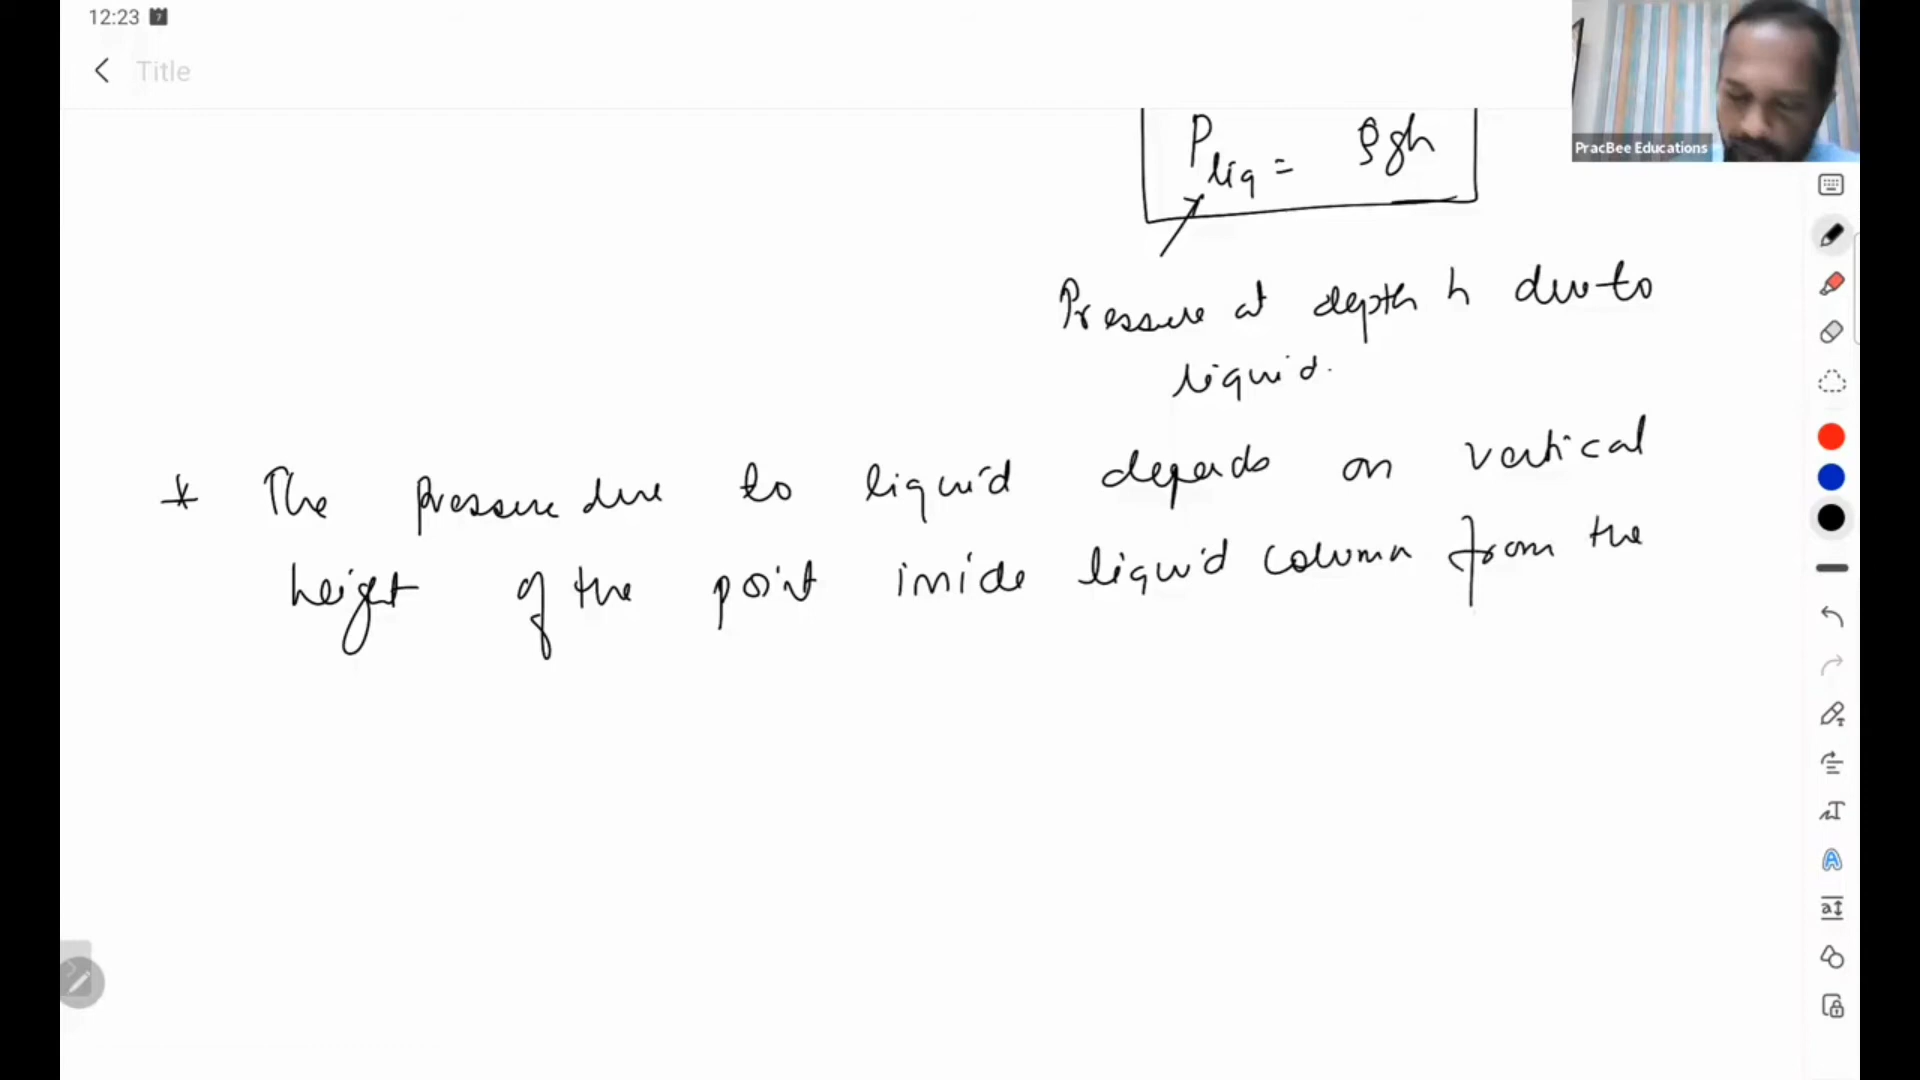 12:23
Title
P liq = ρgh
PracBee Educations
Pressure at depth h due to
liquid.
* The pressure due to liquid depends on vertical
height of the point inside liquid column from the